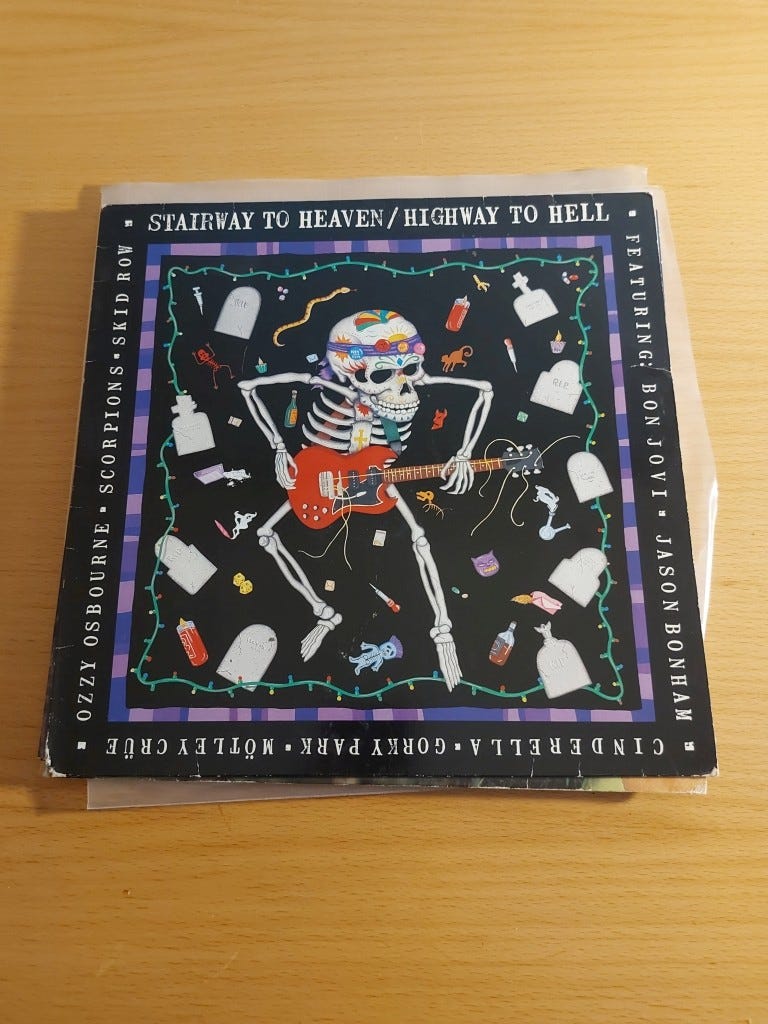 STAIRWAY TO HEAVEN/HIGHWAY TO HELL
FEATURING: BON JOVI ▪ JASON BONHAM
CINDERELLA ▪ GORKY PARK ▪ MÖTLEY CRÜE
OZZY OSBOURNE ▪ SCORPIONS ▪ SKID ROW
RIP
R.I.P.